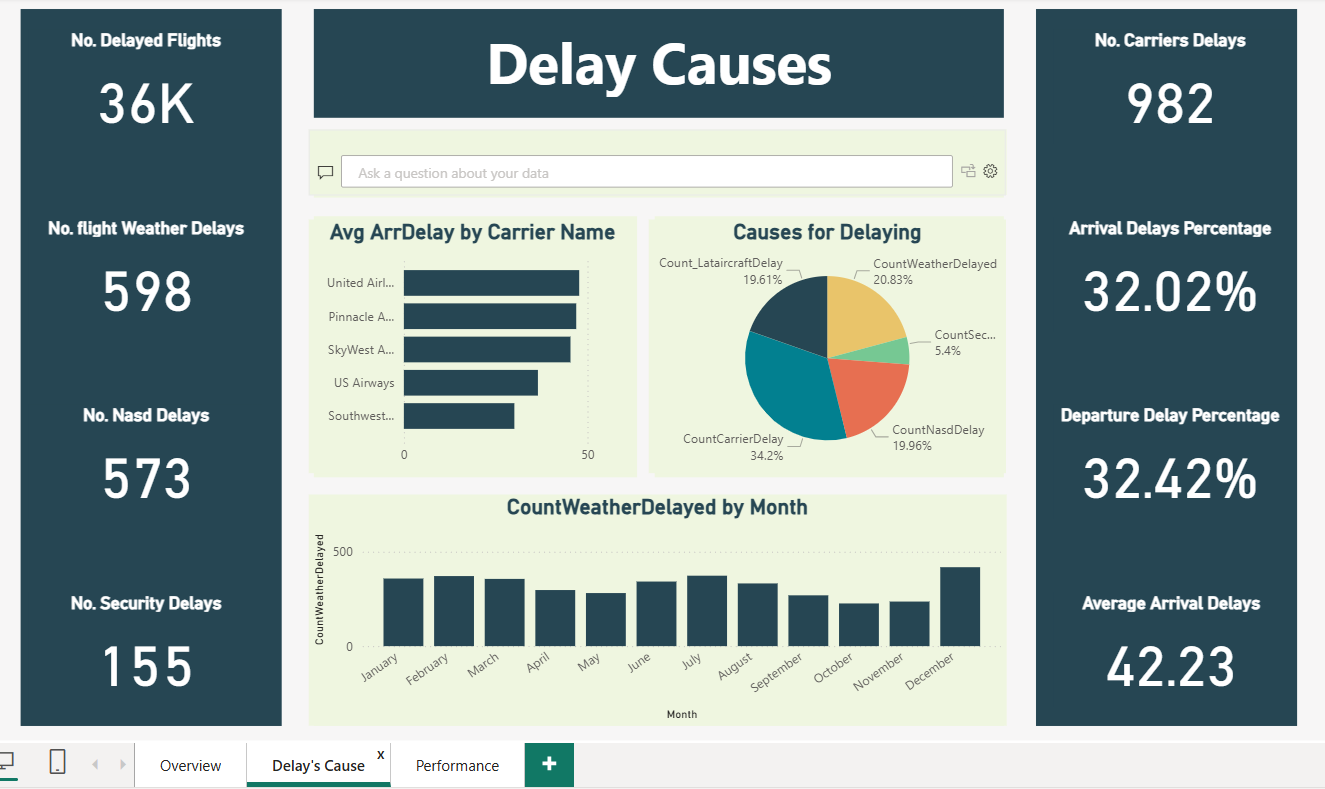 No. Delayed Flights
36K
No. flight Weather Delays
598
No. Nasd Delays
573
No. Security Delays
155
Delay Causes
Ask a question about your data
Avg ArrDelay by Carrier Name
United Airl...
Pinnacle A...
SkyWest A...
US Airways
Southwest...
0
50
Causes for Delaying
Count_LataircraftDelay
19.61%
CountWeatherDelayed
20.83%
CountSec...
5.4%
CountNasdDelay
19.96%
CountCarrierDelay
34.2%
CountWeatherDelayed by Month
CountWeatherDelayed
500
0
January
February
March
April
May
June
July
August
September
October
November
December
Month
No. Carriers Delays
982
Arrival Delays Percentage
32.02%
Departure Delay Percentage
32.42%
Average Arrival Delays
42.23
Overview
Delay's Cause
x
Performance
+